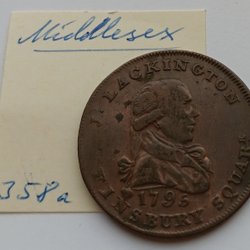 Middlesex
J. LACKINGTON
1795
FINSBURY SQUARE
358a